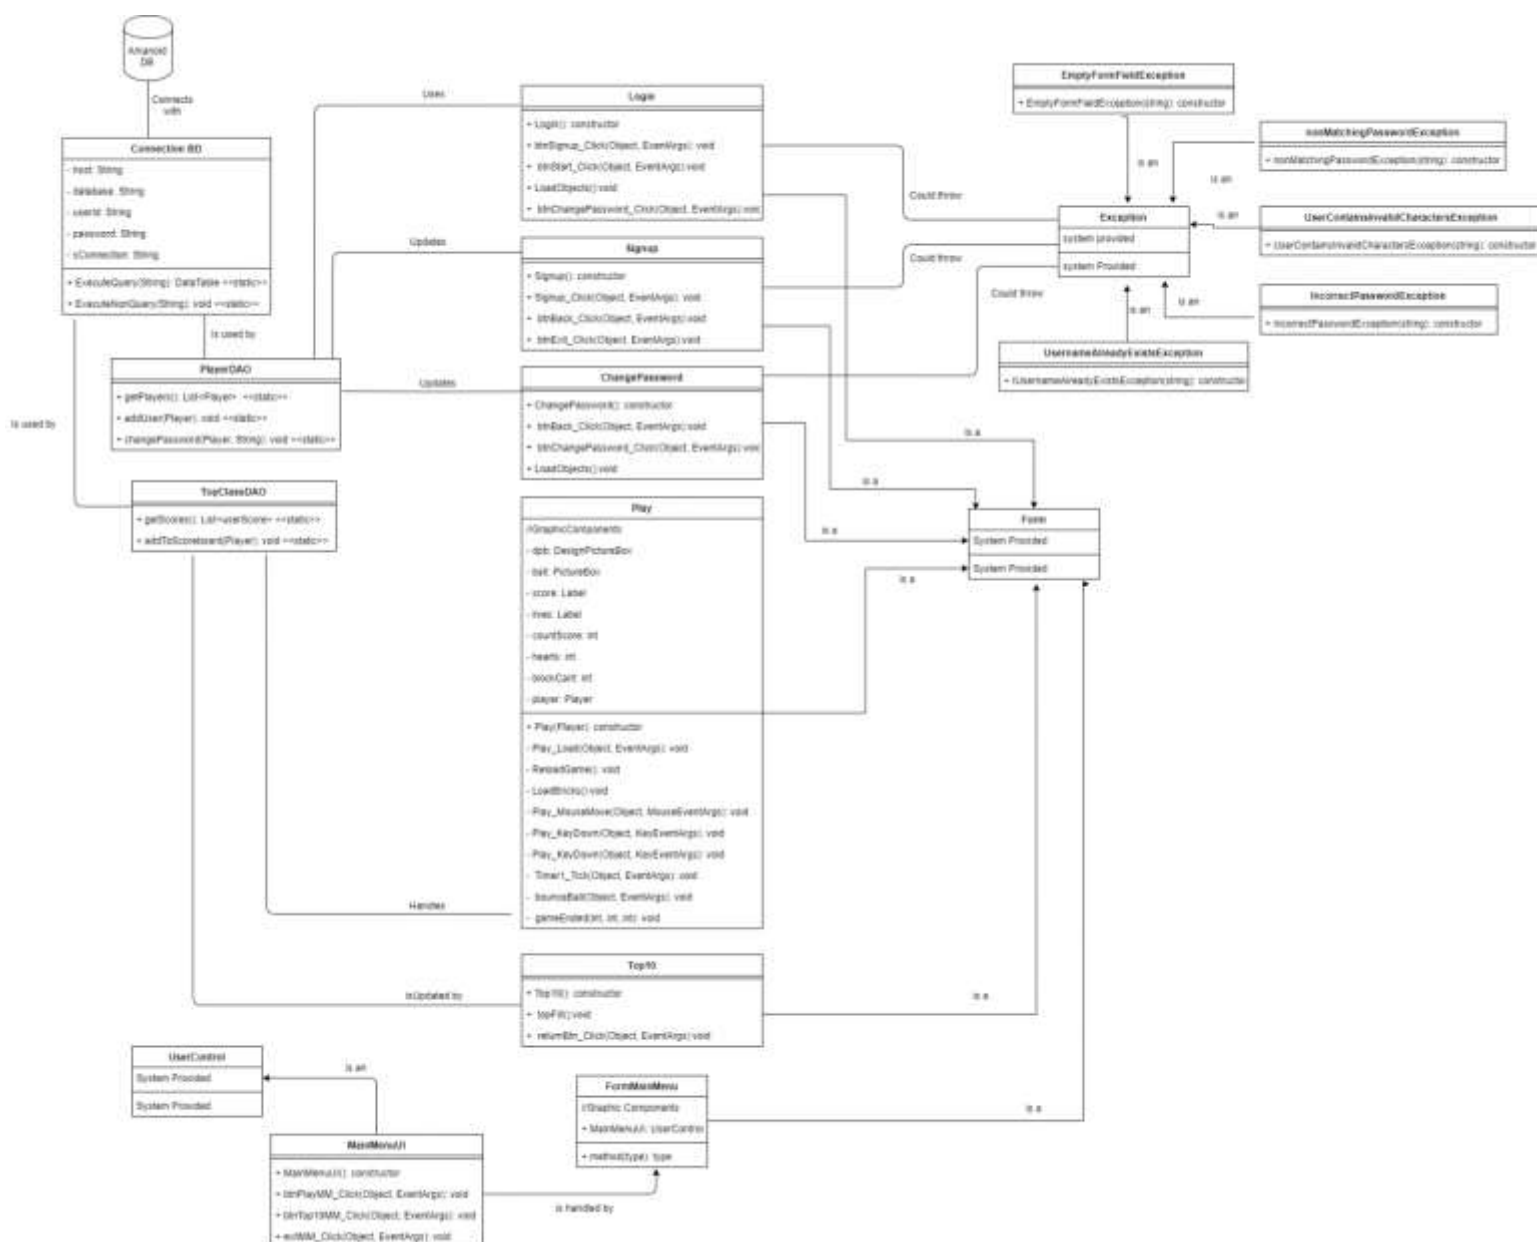 Arkanoid
DB
Connects
with
Connection BD
- host: String
- database: String
- userId: String
- password: String
- sConnection: String
+ ExecuteQuery(String): DataTable <<static>>
+ ExecuteNonQuery(String): void <<static>>
Is used by
Is used by
PlayerDAO
+ getPlayers(): List<Player> <<static>>
+ addUser(Player): void <<static>>
+ changePassword(Player, String): void <<static>>
TopClassDAO
+ getScores(): List<userScore> <<static>>
+ addToScoreboard(Player): void <<static>>
Uses
Updates
Updates
Handles
IsUpdated by
Login
+ Login(): constructor
+ btnSignup_Click(Object, EventArgs): void
+ btnStart_Click(Object, EventArgs): void
+ LoadObjects():void
+ btnChangePassword_Click(Object, EventArgs):void
Signup
+ Signup(): constructor
+ Signup_Click(Object, EventArgs): void
+ btnBack_Click(Object, EventArgs):void
+ btnExit_Click(Object, EventArgs):void
ChangePassword
+ ChangePassword(): constructor
+ btnBack_Click(Object, EventArgs):void
+ btnChangePassword_Click(Object, EventArgs):void
+ LoadObjects():void
Play
//GraphicComponents
- dpb: DesignPictureBox
- ball: PictureBox
- score: Label
- lives: Label
- countScore: int
- hearts: int
- blockCant: int
- player: Player
+ Play(Player): constructor
- Play_Load(Object, EventArgs): void
- ReloadGame(): void
- LoadBricks():void
- Play_MouseMove(Object, MouseEventArgs): void
- Play_KeyDown(Object, KeyEventArgs): void
- Play_KeyDown(Object, KeyEventArgs): void
- Timer1_Tick(Object, EventArgs): void
- bounceBall(Object, EventArgs): void
- gameEnded(int, int, int): void
Top10
+ Top10(): constructor
+ topFill():void
+ returnBtn_Click(Object, EventArgs):void
Could throw
Could throw
Could throw
EmptyFormFieldException
+ EmptyFormFieldException(string): constructor
is an
nonMatchingPasswordException
+ nonMatchingPasswordException(string): constructor
is an
Exception
system provided
system Provided
is an
UserContainsInvalidCharactersException
+ UserContainsInvalidCharactersException(string): constructor
is an
IncorrectPasswordException
+ IncorrectPasswordException(string): constructor
is an
UsernameAlreadyExistsException
+ (UsernameAlreadyExistsException(string): constructor
is a
is a
is a
is a
Form
System Provided
System Provided
is a
is a
UserControl
System Provided
System Provided
is an
MainMenuUI
+ MainMenuUI(): constructor
+ btnPlayMM_Click(Object, EventArgs): void
+ btnTop10MM_Click(Object, EventArgs): void
+ exitMM_Click(Object, EventArgs): void
is handled by
FormMainMenu
//Graphic Components
+ MainMenuUI: UserControl
+ method(type): type